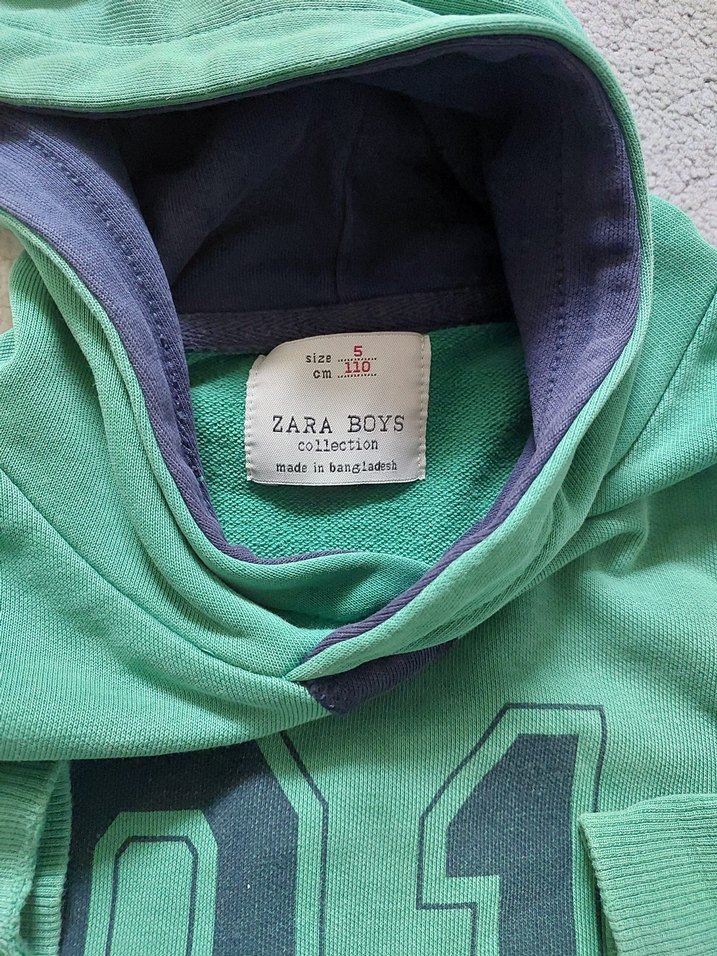 size 5
cm 110
ZARA BOYS
collection
made in bangladesh